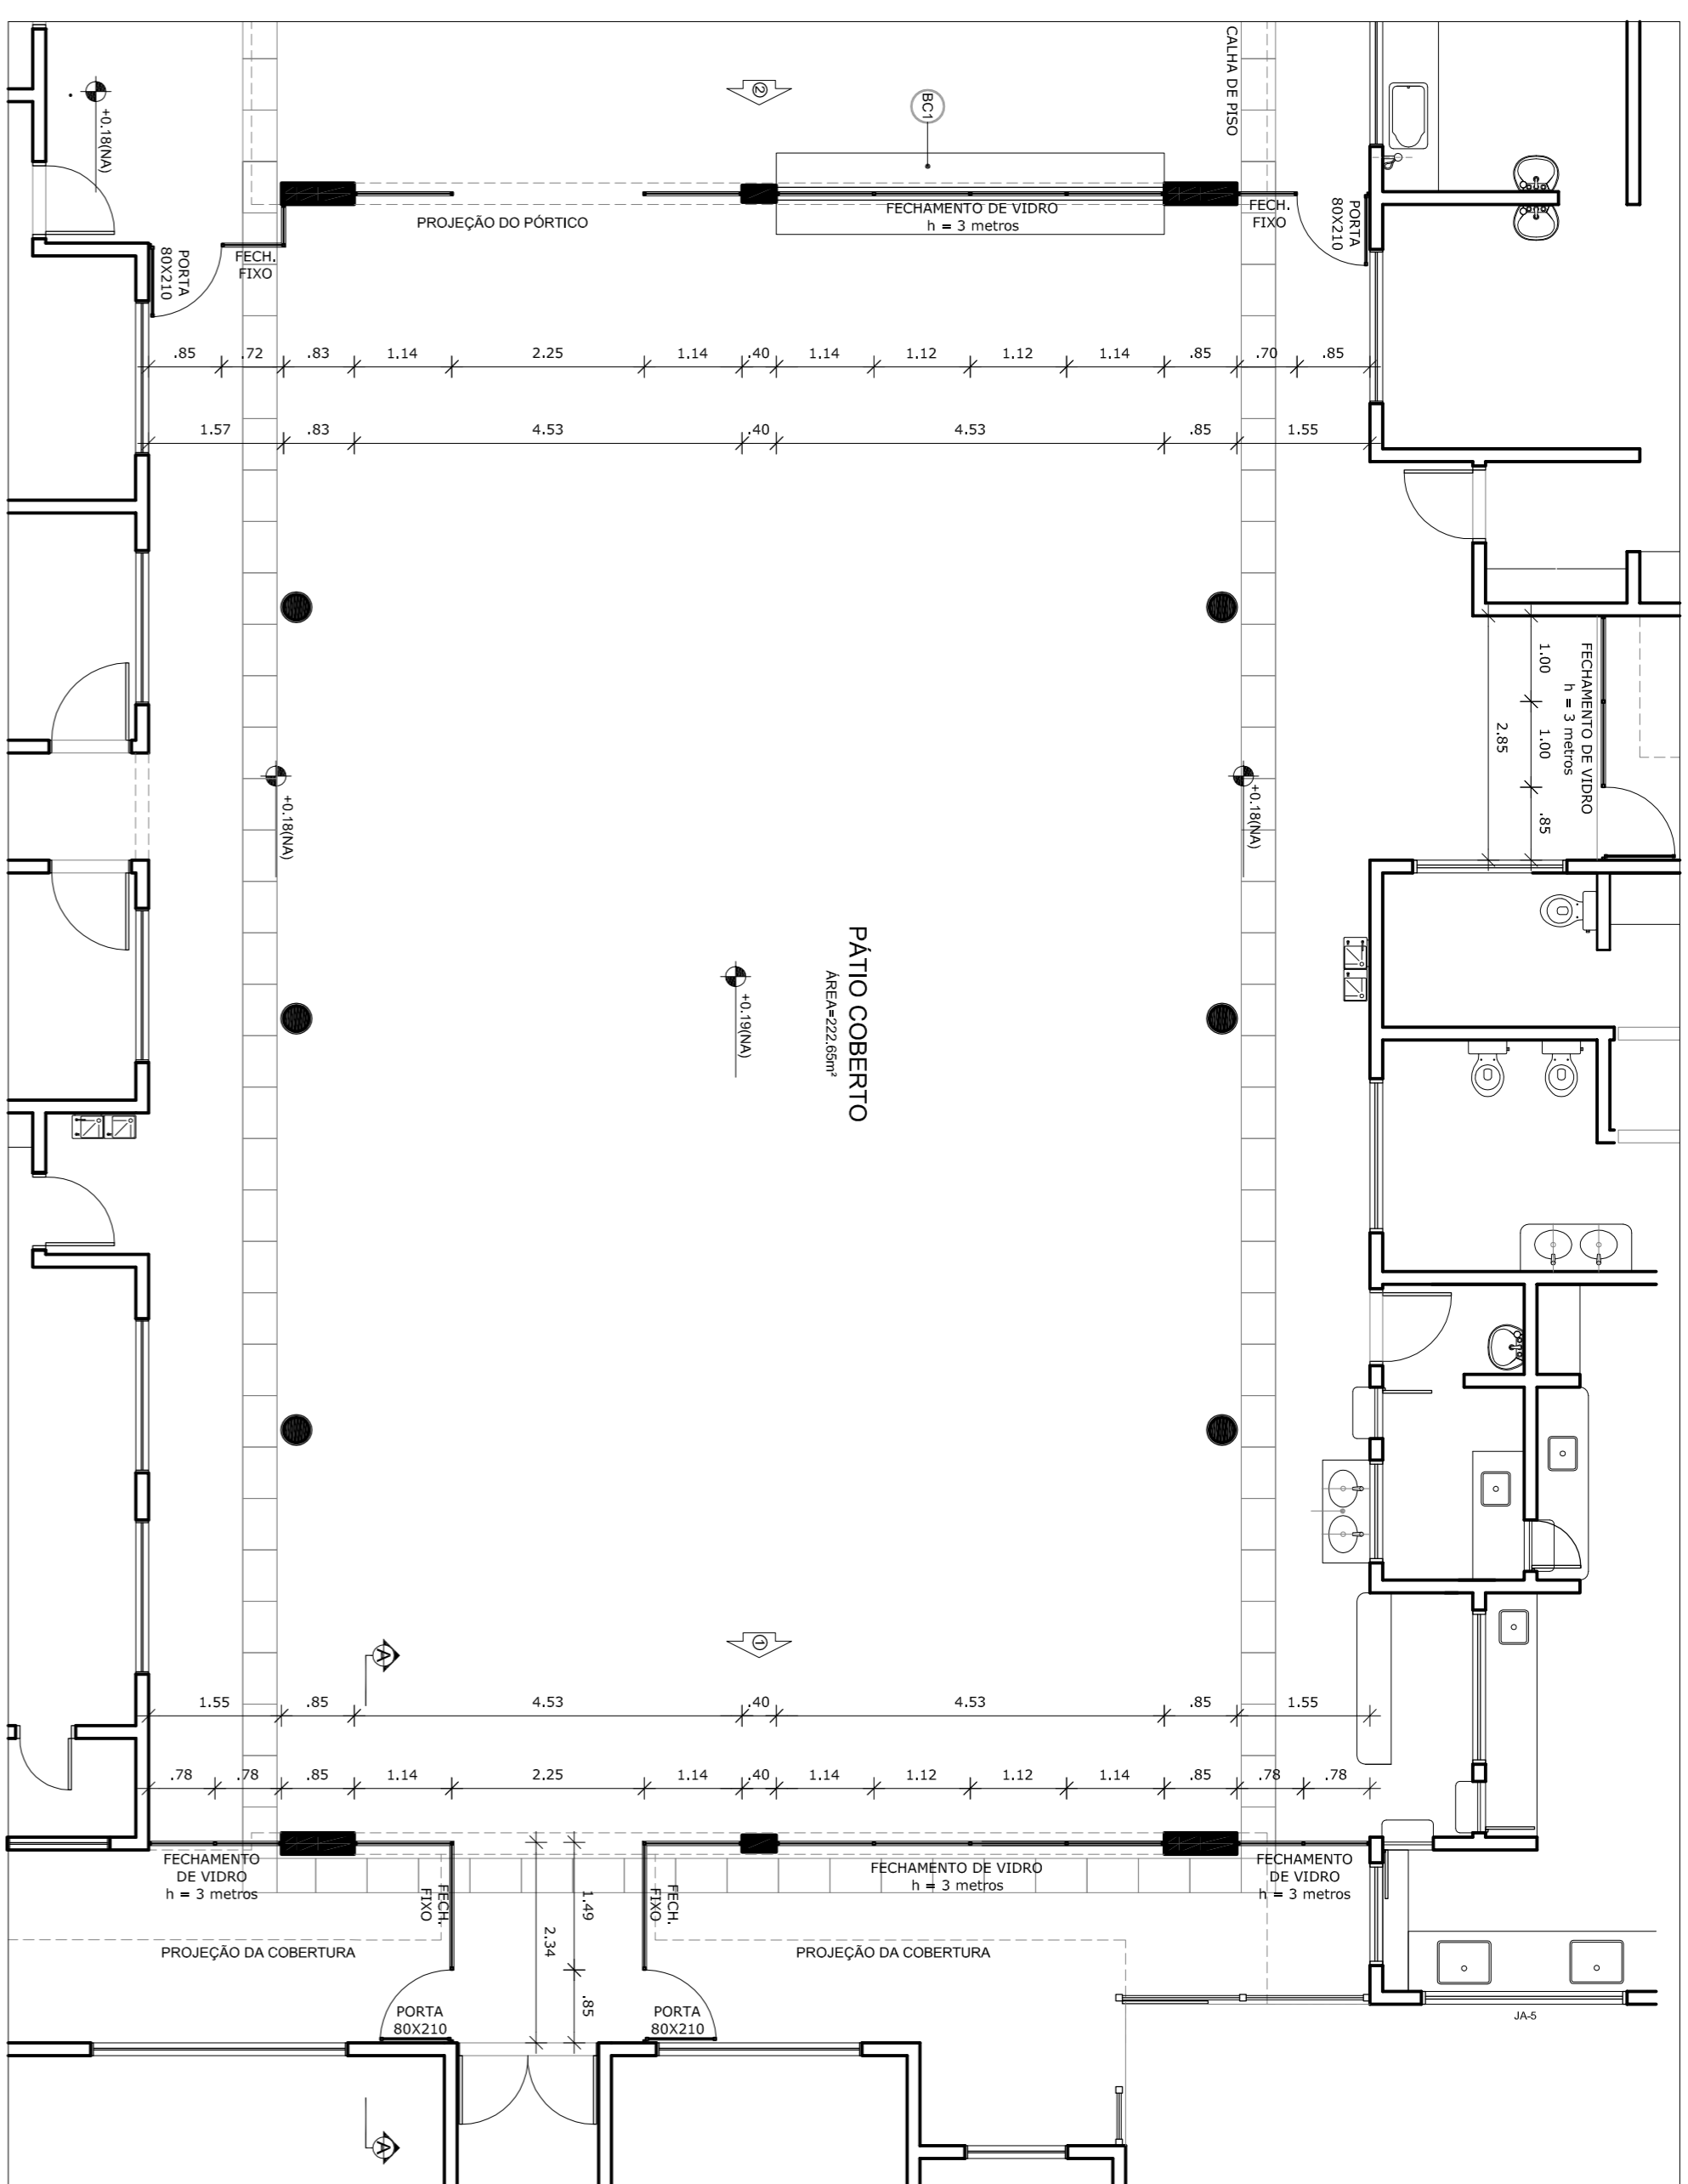 CALHA DE PISO
②
BC1
+0.18(NA)
PROJEÇÃO DO PÓRTICO
FECHAMENTO DE VIDRO
h = 3 metros
FECH.
FIXO
PORTA
80X210
PORTA
80X210
FECH.
FIXO
.85 .72 .83 1.14 2.25 1.14 .40 1.14 1.12 1.12 1.14 .85 .70 .85
1.57 .83 4.53 .40 4.53 .85 1.55
FECHAMENTO DE VIDRO
h = 3 metros
1.00 1.00 .85
2.85
+0.18(NA)
+0.18(NA)
PÁTIO COBERTO
ÁREA=222.65m²
+0.19(NA)
①
A
1.55 .85 4.53 .40 4.53 .85 1.55
.78 .78 .85 1.14 2.25 1.14 .40 1.14 1.12 1.12 1.14 .85 .78 .78
FECHAMENTO
DE VIDRO
h = 3 metros
FECH.
FIXO
1.49
2.34
.85
FECH.
FIXO
FECHAMENTO DE VIDRO
h = 3 metros
FECHAMENTO
DE VIDRO
h = 3 metros
PROJEÇÃO DA COBERTURA
PROJEÇÃO DA COBERTURA
PORTA
80X210
PORTA
80X210
JA-5
A